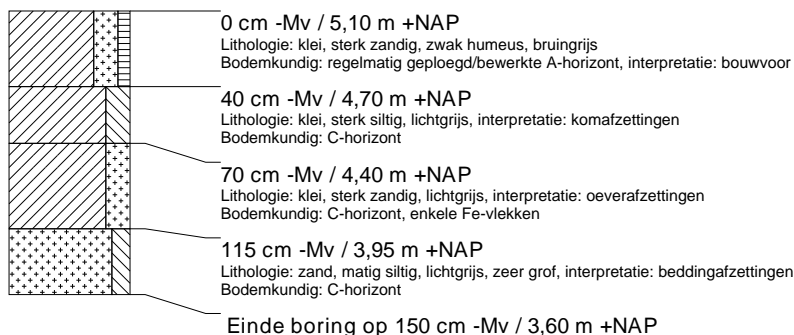 0 cm -Mv / 5,10 m +NAP
Lithologie: klei, sterk zandig, zwak humeus, bruingrijs
Bodemkundig: regelmatig geploegd/bewerkte A-horizont, interpretatie: bouwvoor
40 cm -Mv / 4,70 m +NAP
Lithologie: klei, sterk siltig, lichtgrijs, interpretatie: komafzettingen
Bodemkundig: C-horizont
70 cm -Mv / 4,40 m +NAP
Lithologie: klei, sterk zandig, lichtgrijs, interpretatie: oeverafzettingen
Bodemkundig: C-horizont, enkele Fe-vlekken
115 cm -Mv / 3,95 m +NAP
Lithologie: zand, matig siltig, lichtgrijs, zeer grof, interpretatie: beddingafzettingen
Bodemkundig: C-horizont
Einde boring op 150 cm -Mv / 3,60 m +NAP